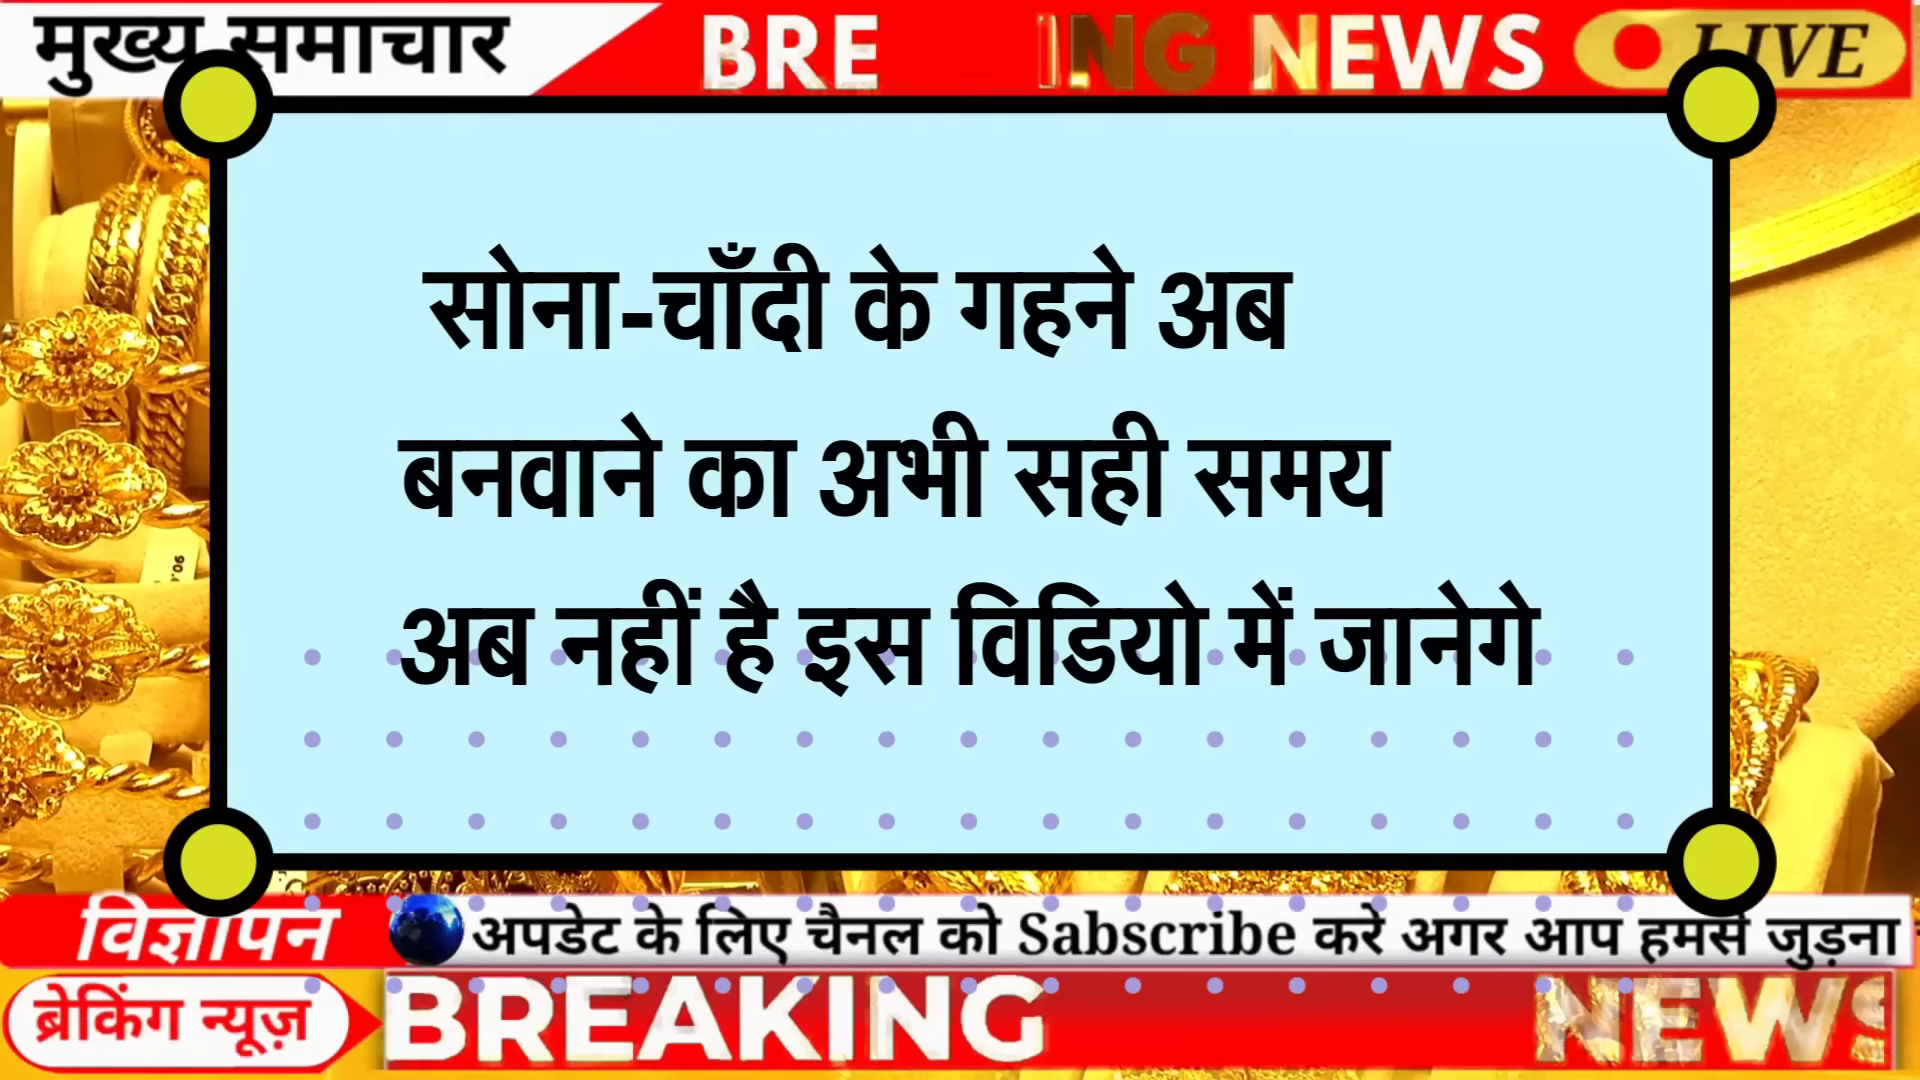 मुख्य समाचार
BRE ING NEWS
LIVE
सोना-चाँदी के गहने अब
बनवाने का अभी सही समय
अब नहीं है इस विडियो में जानेगे
विज्ञापन
अपडेट के लिए चैनल को Sabscribe करे अगर आप हमसे जुड़ना
ब्रेकिंग न्यूज़
BREAKING NEWS